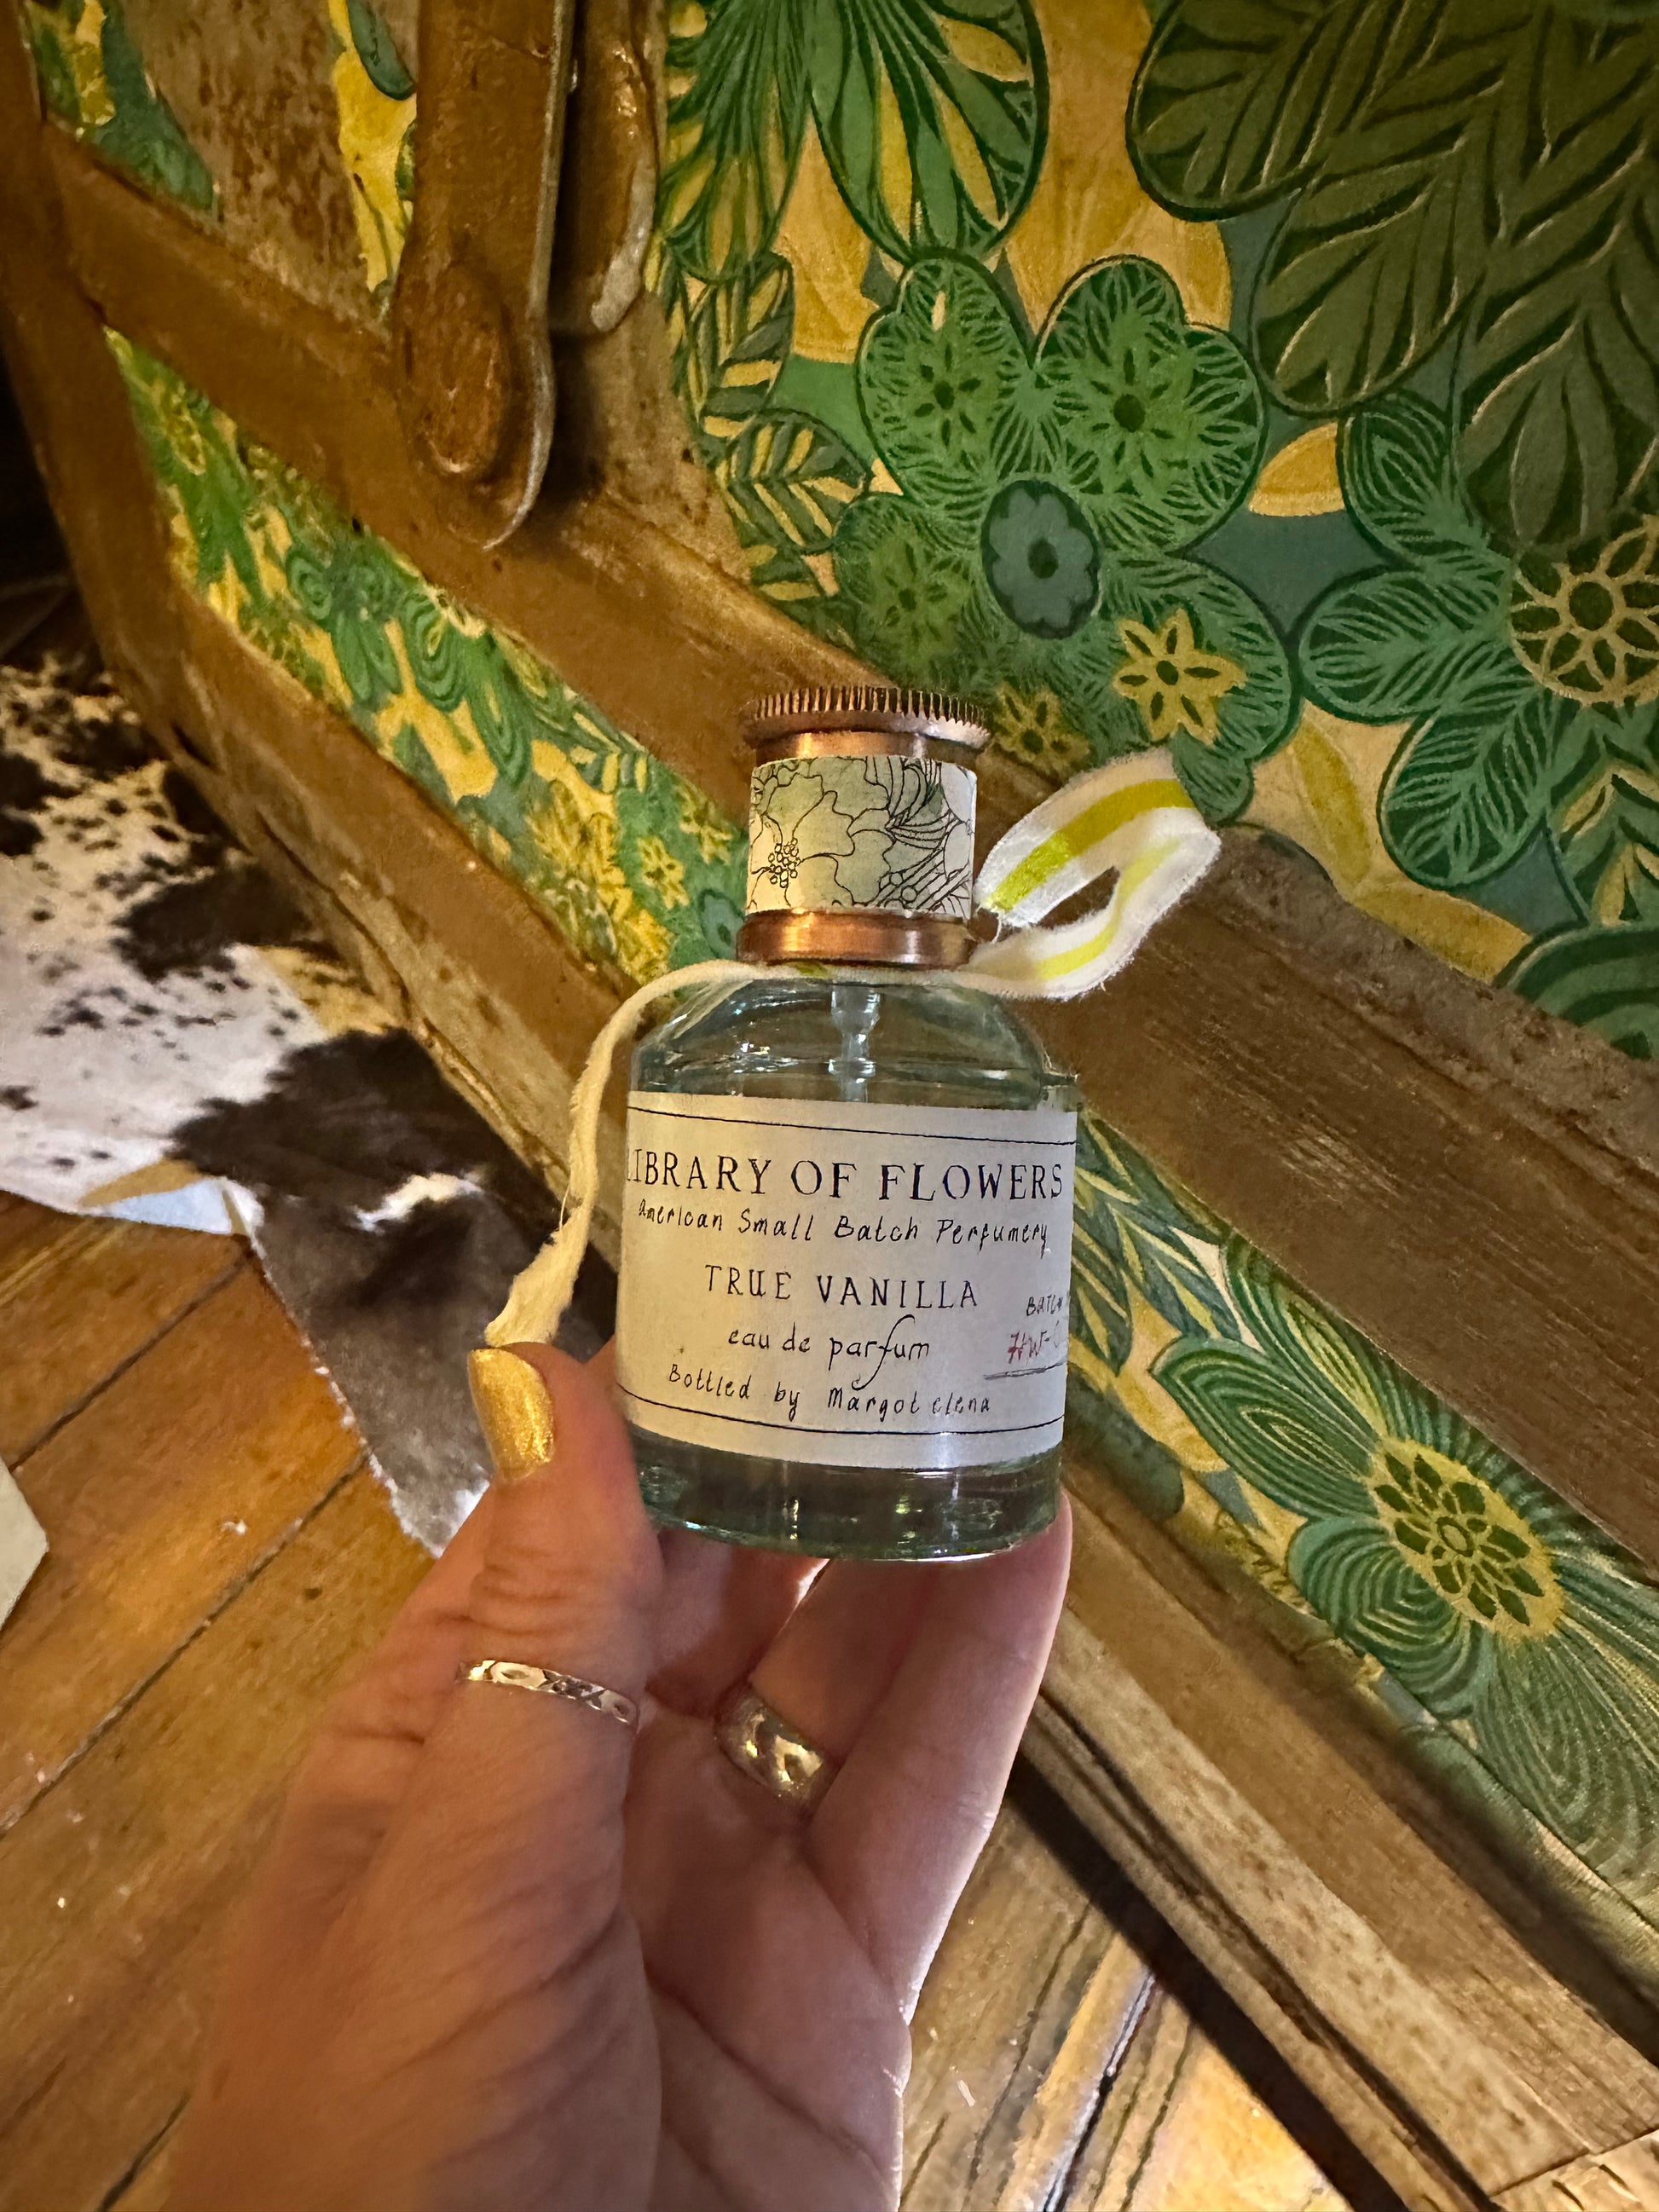 LIBRARY OF FLOWERS
American Small Batch Perfumery
TRUE VANILLA
eau de parfum
Bottled by Margot elena